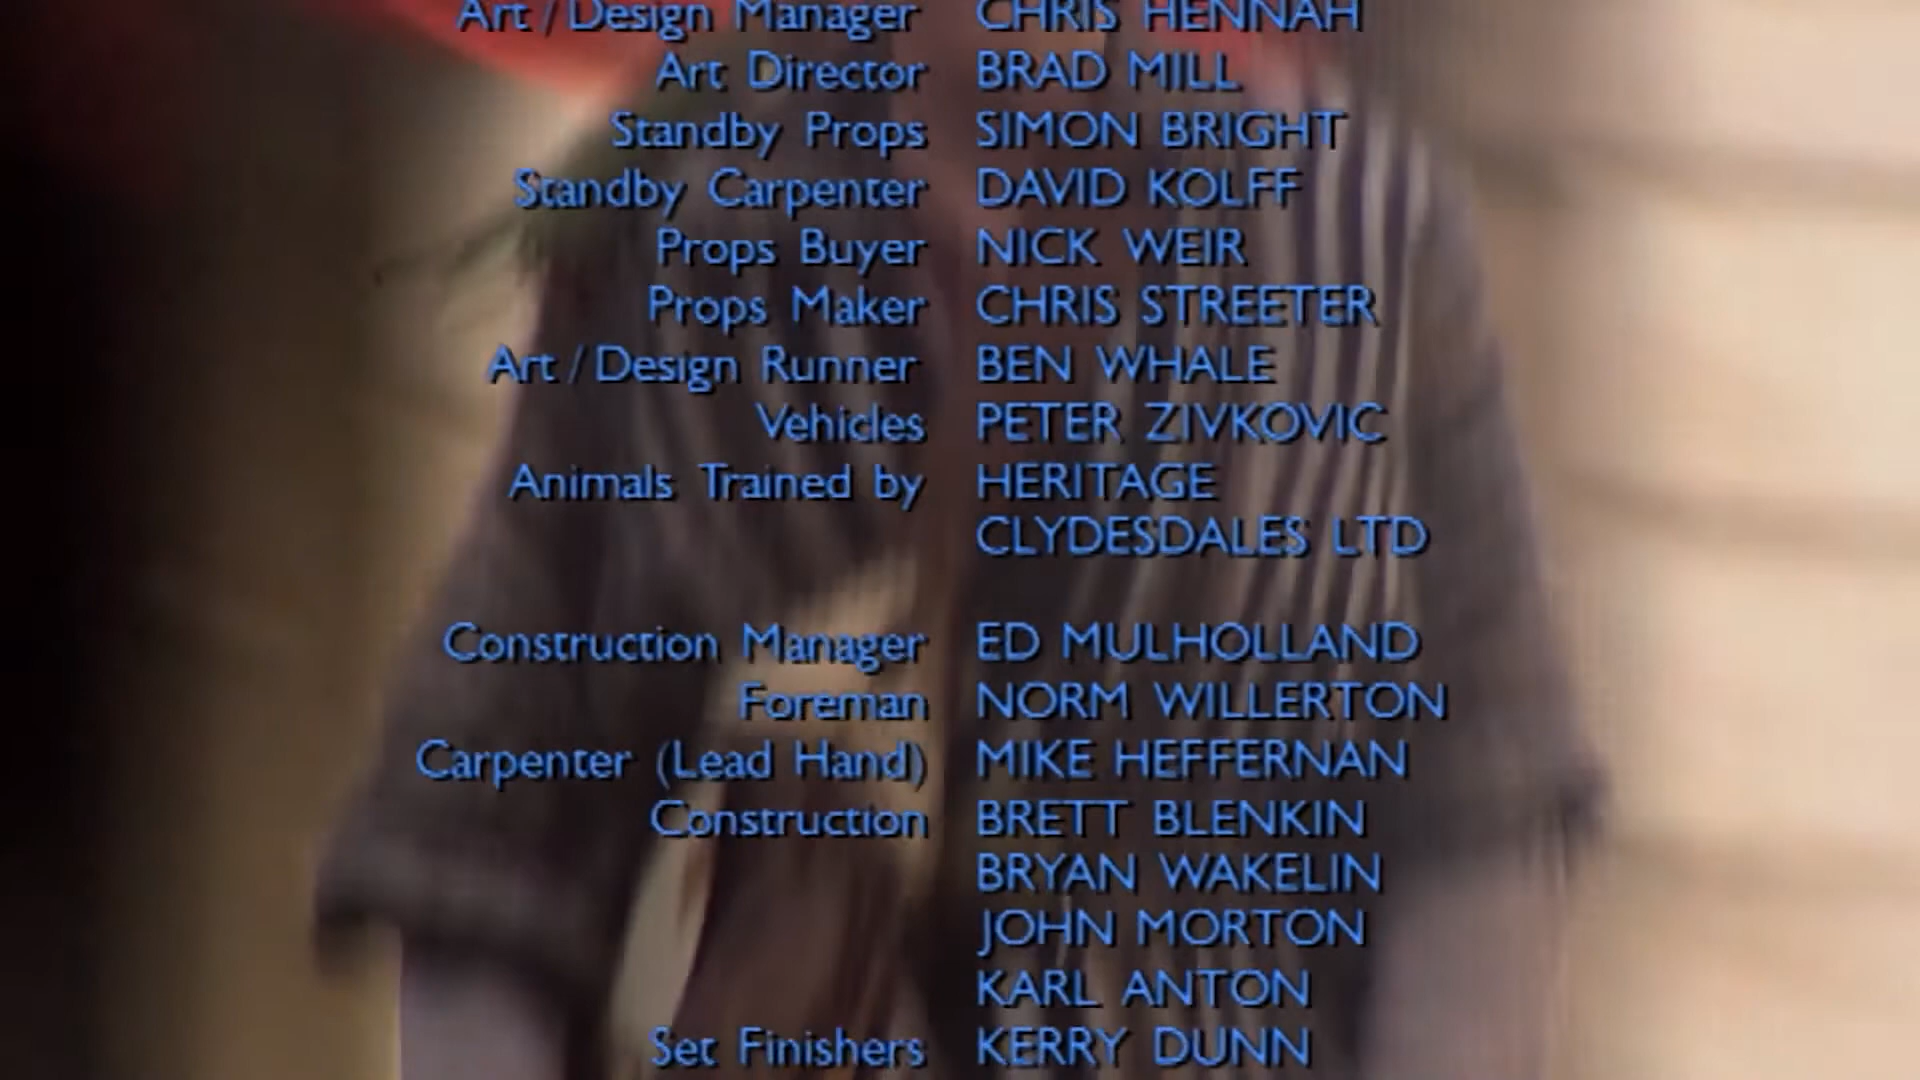 Art / Design Manager CHRIS HENNAH
Art Director BRAD MILL
Standby Props SIMON BRIGHT
Standby Carpenter DAVID KOLFF
Props Buyer NICK WEIR
Props Maker CHRIS STREETER
Art / Design Runner BEN WHALE
Vehicles PETER ZIVKOVIC
Animals Trained by HERITAGE
CLYDESDALES LTD
Construction Manager ED MULHOLLAND
Foreman NORM WILLERTON
Carpenter (Lead Hand) MIKE HEFFERNAN
Construction BRETT BLENKIN
BRYAN WAKELIN
JOHN MORTON
KARL ANTON
Set Finishers KERRY DUNN